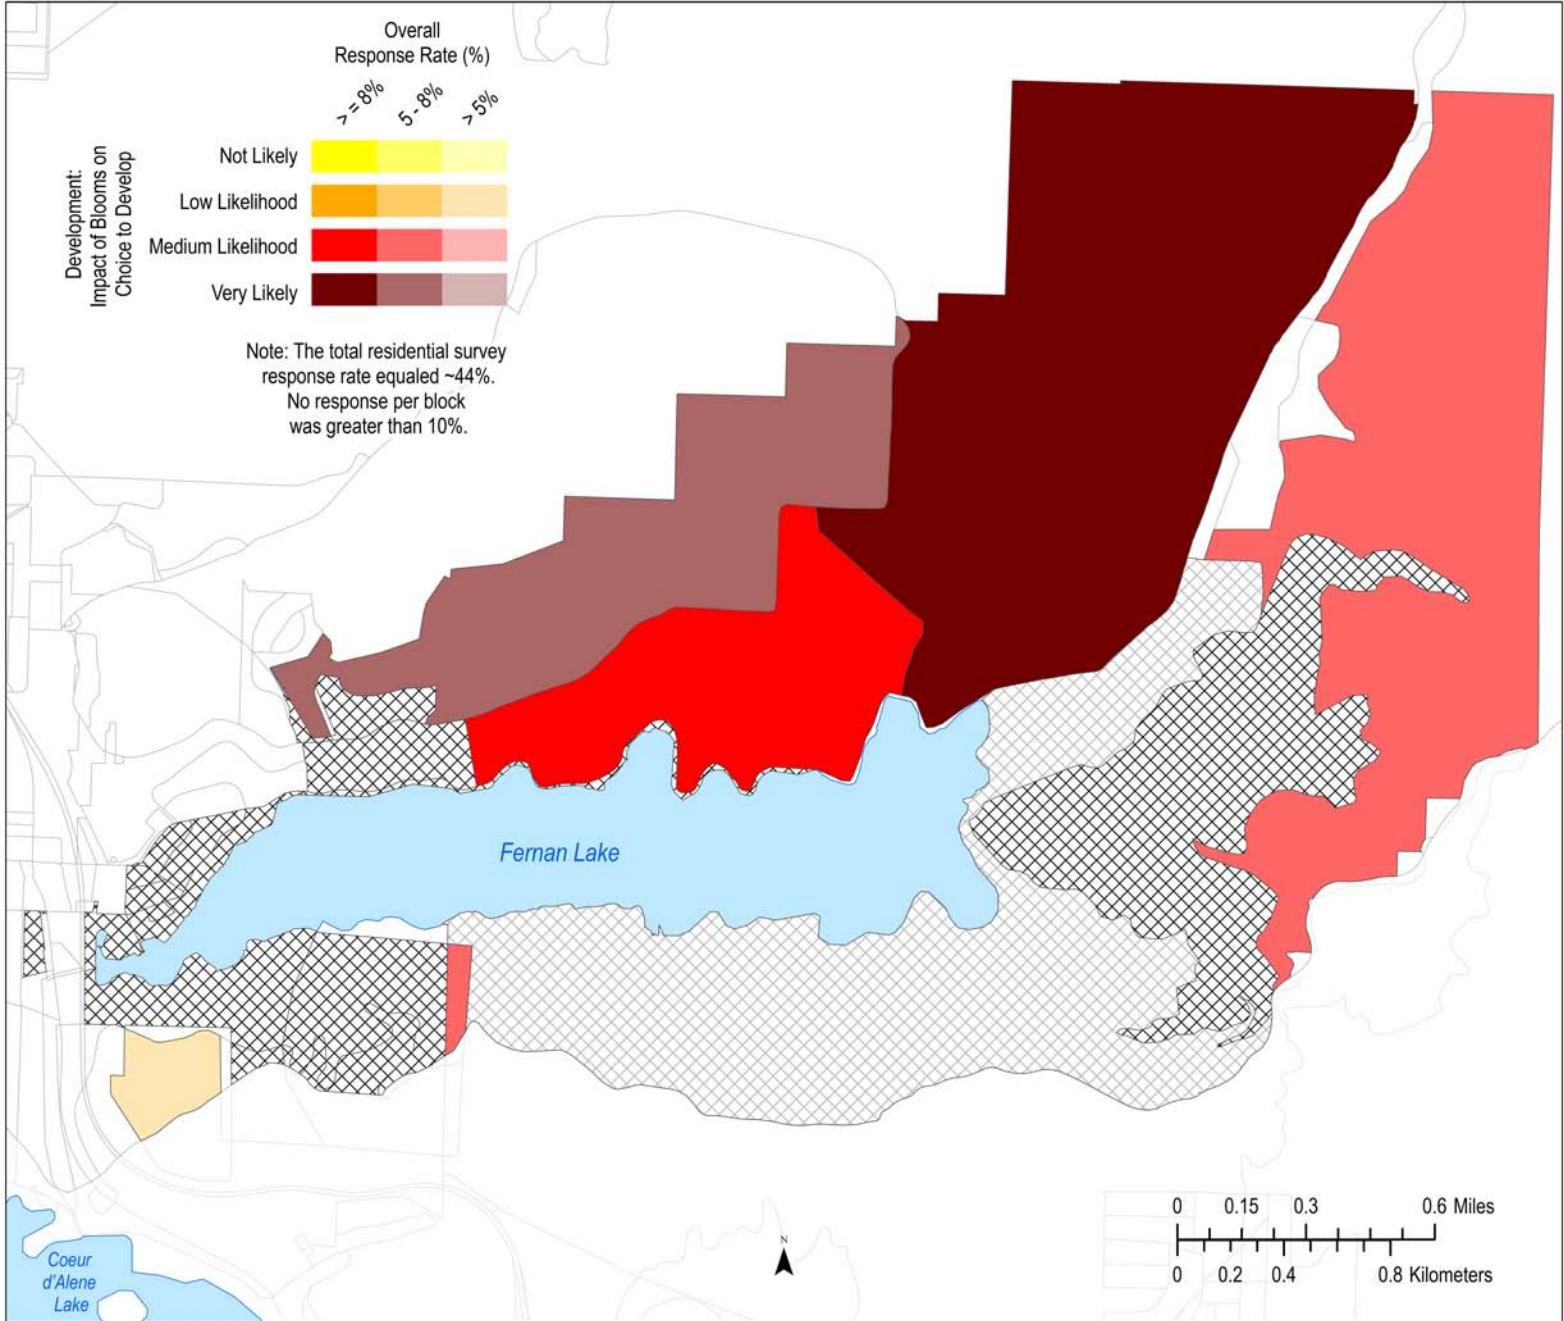 Overall
Response Rate (%)
> = 8%
5 - 8%
> 5%
Development:
Impact of Blooms on
Choice to Develop
Not Likely
Low Likelihood
Medium Likelihood
Very Likely
Note: The total residential survey
response rate equaled ~44%.
No response per block
was greater than 10%.
Fernan Lake
Coeur
d'Alene
Lake
N
0 0.15 0.3 0.6 Miles
0 0.2 0.4 0.8 Kilometers